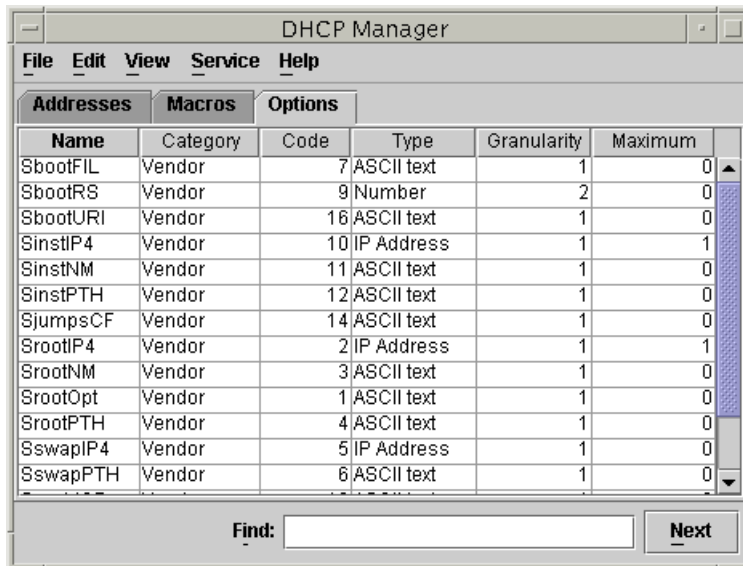 DHCP Manager
File Edit View Service Help
Addresses Macros Options
Name Category Code Type Granularity Maximum
SbootFIL Vendor 7 ASCII text 1 0
SbootRS Vendor 9 Number 2 0
SbootURI Vendor 16 ASCII text 1 0
SinstIP4 Vendor 10 IP Address 1 1
SinstNM Vendor 11 ASCII text 1 0
SinstPTH Vendor 12 ASCII text 1 0
SjumpsCF Vendor 14 ASCII text 1 0
SrootIP4 Vendor 2 IP Address 1 1
SrootNM Vendor 3 ASCII text 1 0
SrootOpt Vendor 1 ASCII text 1 0
SrootPTH Vendor 4 ASCII text 1 0
SswapIP4 Vendor 5 IP Address 1 0
SswapPTH Vendor 6 ASCII text 1 0
Find: Next